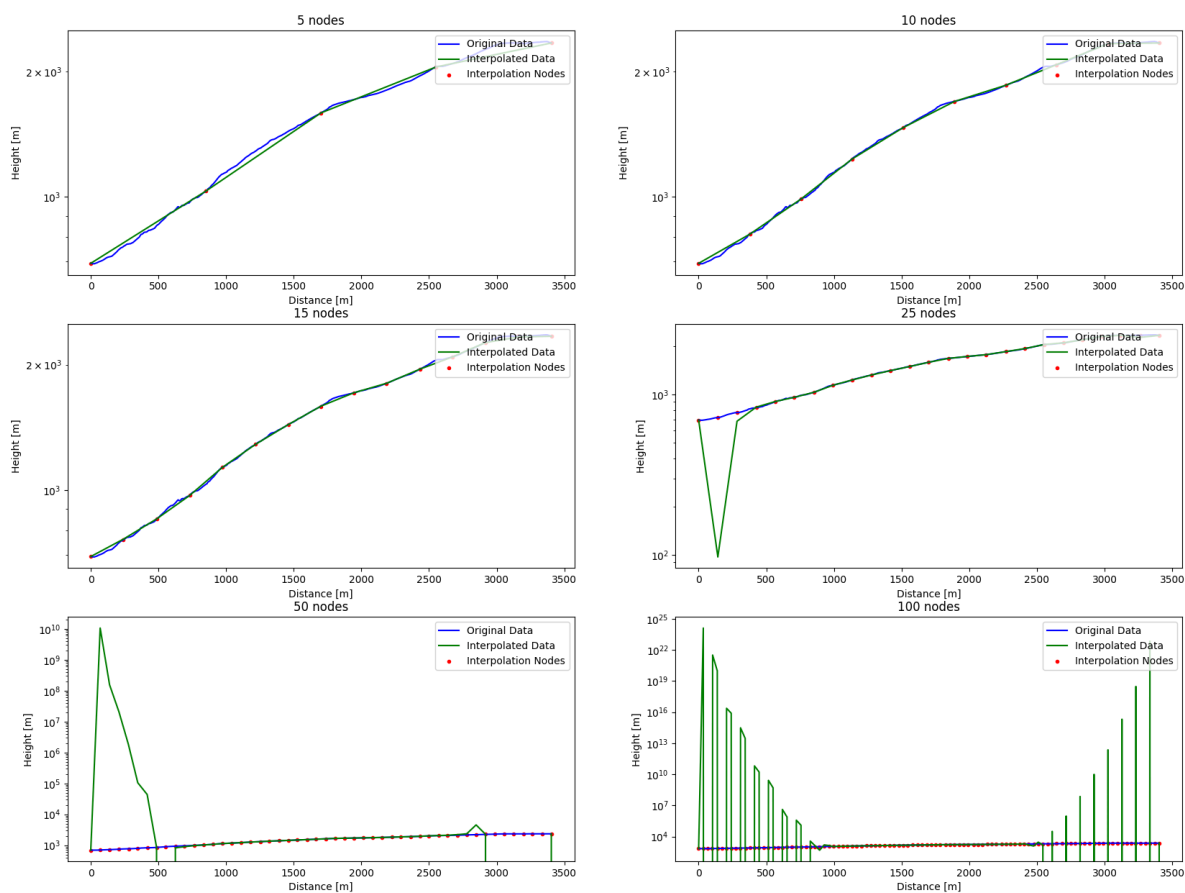 5 nodes
Height [m]
2 × 10³
10³
Original Data
Interpolated Data
Interpolation Nodes
0 500 1000 1500 2000 2500 3000 3500
Distance [m]
10 nodes
Height [m]
2 × 10³
10³
Original Data
Interpolated Data
Interpolation Nodes
0 500 1000 1500 2000 2500 3000 3500
Distance [m]
15 nodes
Height [m]
2 × 10³
10³
Original Data
Interpolated Data
Interpolation Nodes
0 500 1000 1500 2000 2500 3000 3500
Distance [m]
25 nodes
Height [m]
10³
10²
Original Data
Interpolated Data
Interpolation Nodes
0 500 1000 1500 2000 2500 3000 3500
Distance [m]
50 nodes
Height [m]
10¹⁰
10⁹
10⁸
10⁷
10⁶
10⁵
10⁴
10³
Original Data
Interpolated Data
Interpolation Nodes
0 500 1000 1500 2000 2500 3000 3500
100 nodes
Height [m]
10²⁵
10²²
10¹⁹
10¹⁶
10¹³
10¹⁰
10⁷
10⁴
Original Data
Interpolated Data
Interpolation Nodes
0 500 1000 1500 2000 2500 3000 3500